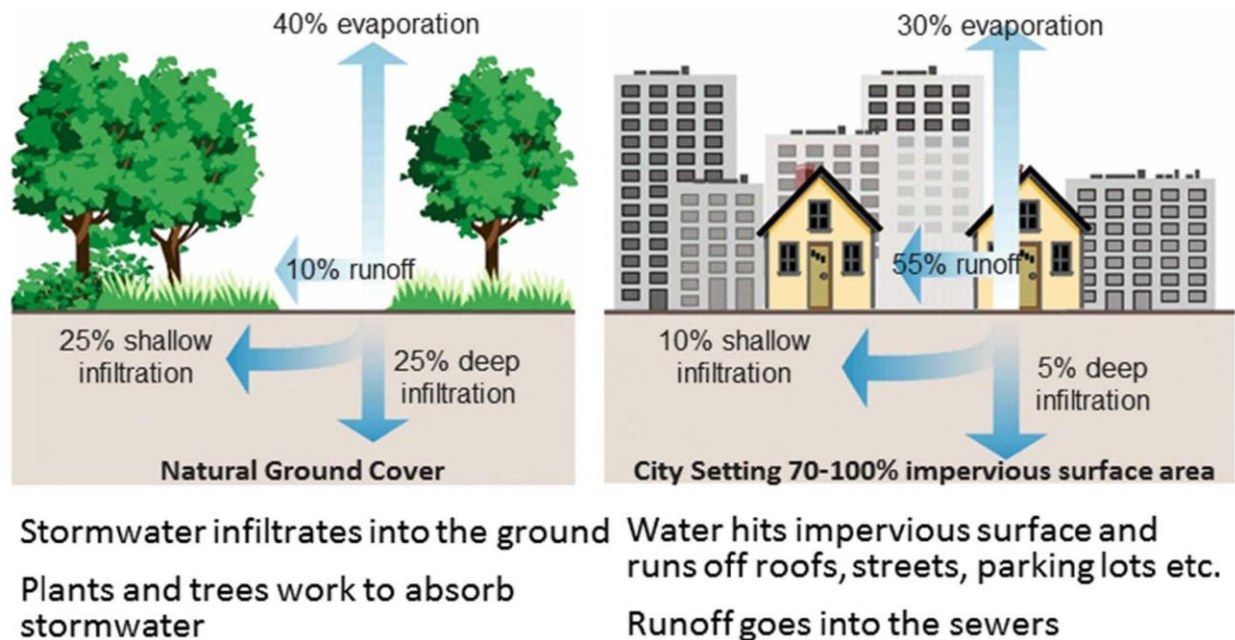 40% evaporation
10% runoff
25% shallow
infiltration
25% deep
infiltration
Natural Ground Cover
Stormwater infiltrates into the ground
Plants and trees work to absorb
stormwater
30% evaporation
55% runoff
10% shallow
infiltration
5% deep
infiltration
City Setting 70-100% impervious surface area
Water hits impervious surface and
runs off roofs, streets, parking lots etc.
Runoff goes into the sewers